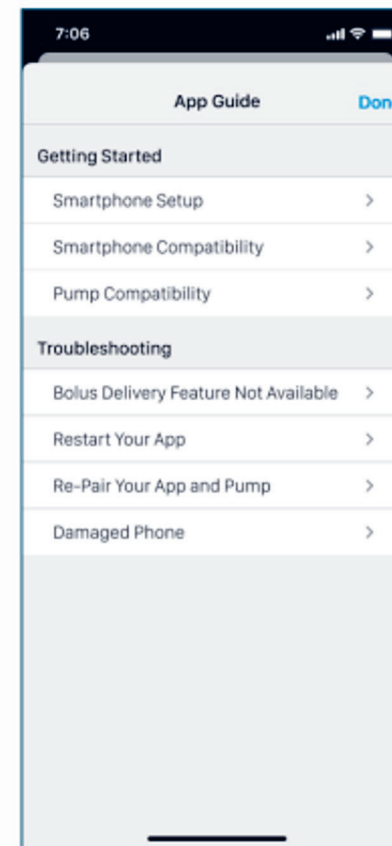 7:06
App Guide
Don
Getting Started
Smartphone Setup
Smartphone Compatibility
Pump Compatibility
Troubleshooting
Bolus Delivery Feature Not Available
Restart Your App
Re-Pair Your App and Pump
Damaged Phone